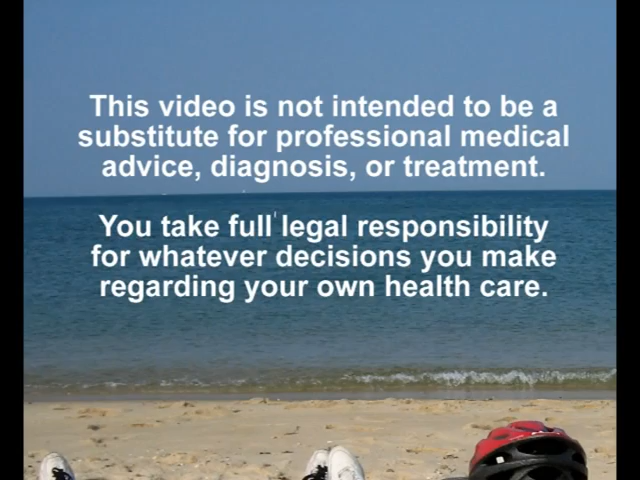 This video is not intended to be a
substitute for professional medical
advice, diagnosis, or treatment.
You take full legal responsibility
for whatever decisions you make
regarding your own health care.